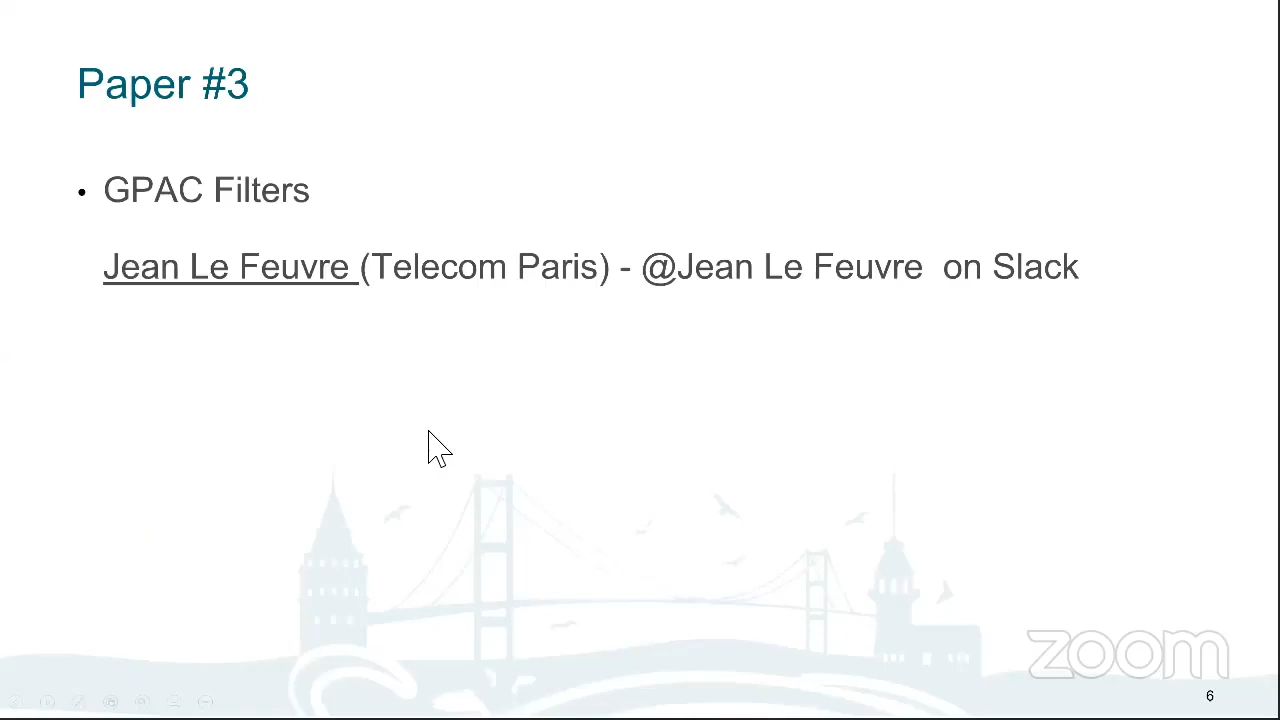 Paper #3
• GPAC Filters
Jean Le Feuvre (Telecom Paris) - @Jean Le Feuvre on Slack
zoom
6